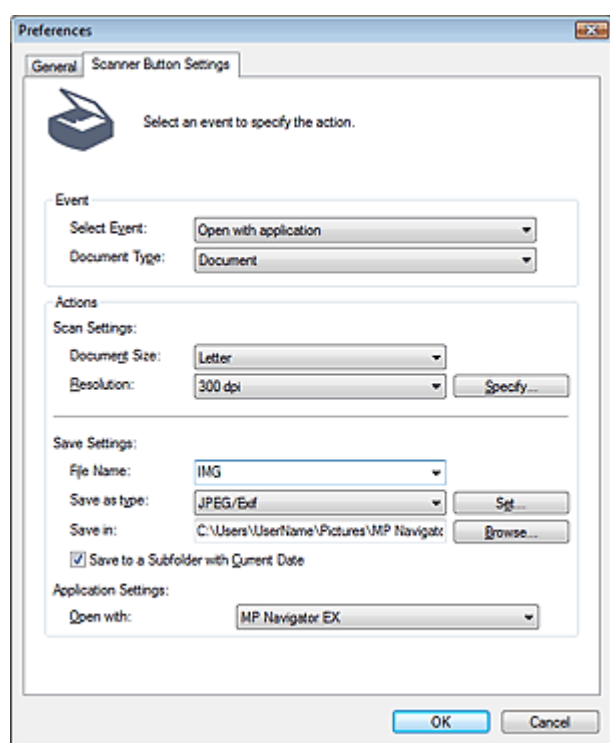 Preferences
General Scanner Button Settings
Select an event to specify the action.
Event
Select Event: Open with application
Document Type: Document
Actions
Scan Settings:
Document Size: Letter
Resolution: 300 dpi Specify...
Save Settings:
File Name: IMG
Save as type: JPEG/Exif Set...
Save in: C:\Users\UserName\Pictures\MP Navigatc Browse...
Save to a Subfolder with Current Date
Application Settings:
Open with: MP Navigator EX
OK Cancel